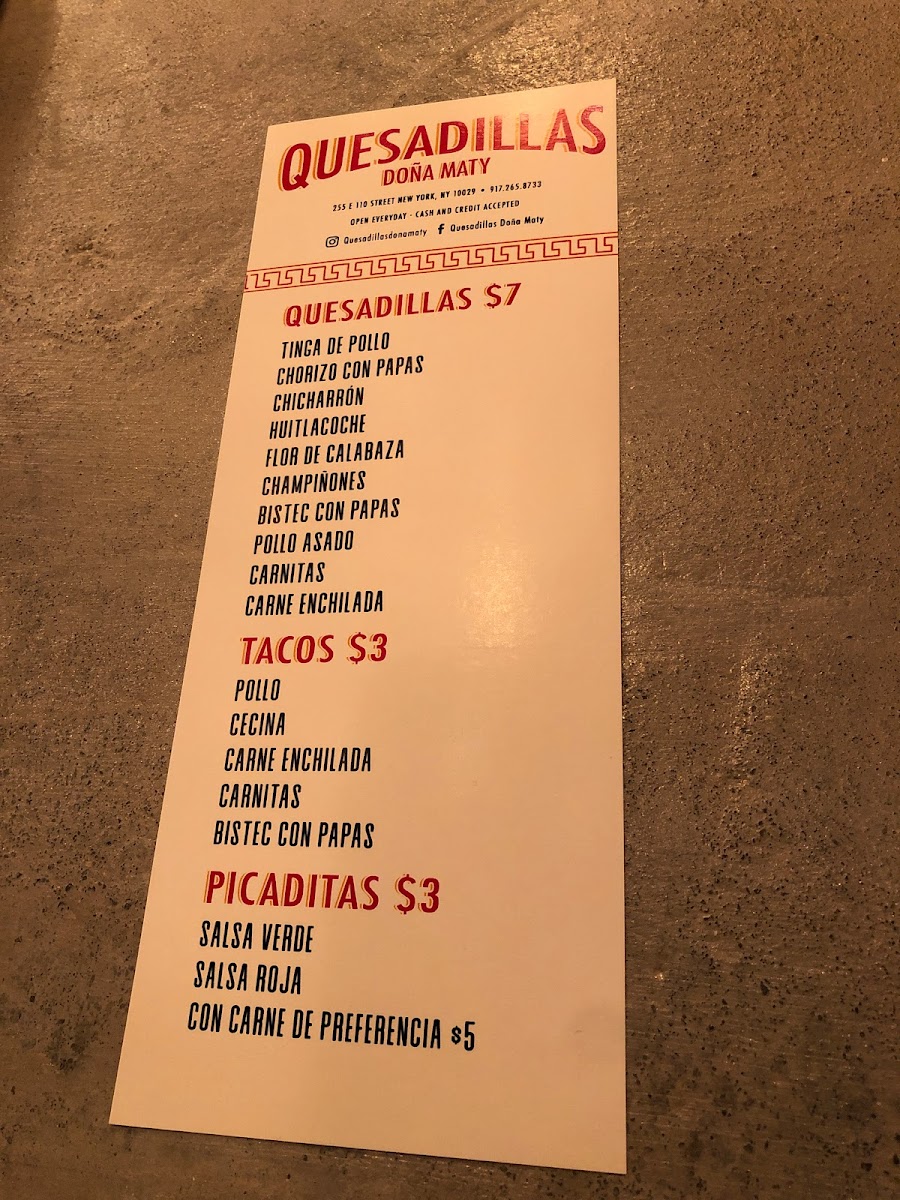 QUESADILLAS
DOÑA MATY
255 E 110 STREET NEW YORK, NY 10029 • 917.265.8733
OPEN EVERYDAY - CASH AND CREDIT ACCEPTED
Quesadillasdonamaty Quesadillas Doña Maty
QUESADILLAS $7
TINGA DE POLLO
CHORIZO CON PAPAS
CHICHARRÓN
HUITLACOCHE
FLOR DE CALABAZA
CHAMPIÑONES
BISTEC CON PAPAS
POLLO ASADO
CARNITAS
CARNE ENCHILADA
TACOS $3
POLLO
CECINA
CARNE ENCHILADA
CARNITAS
BISTEC CON PAPAS
PICADITAS $3
SALSA VERDE
SALSA ROJA
CON CARNE DE PREFERENCIA $5